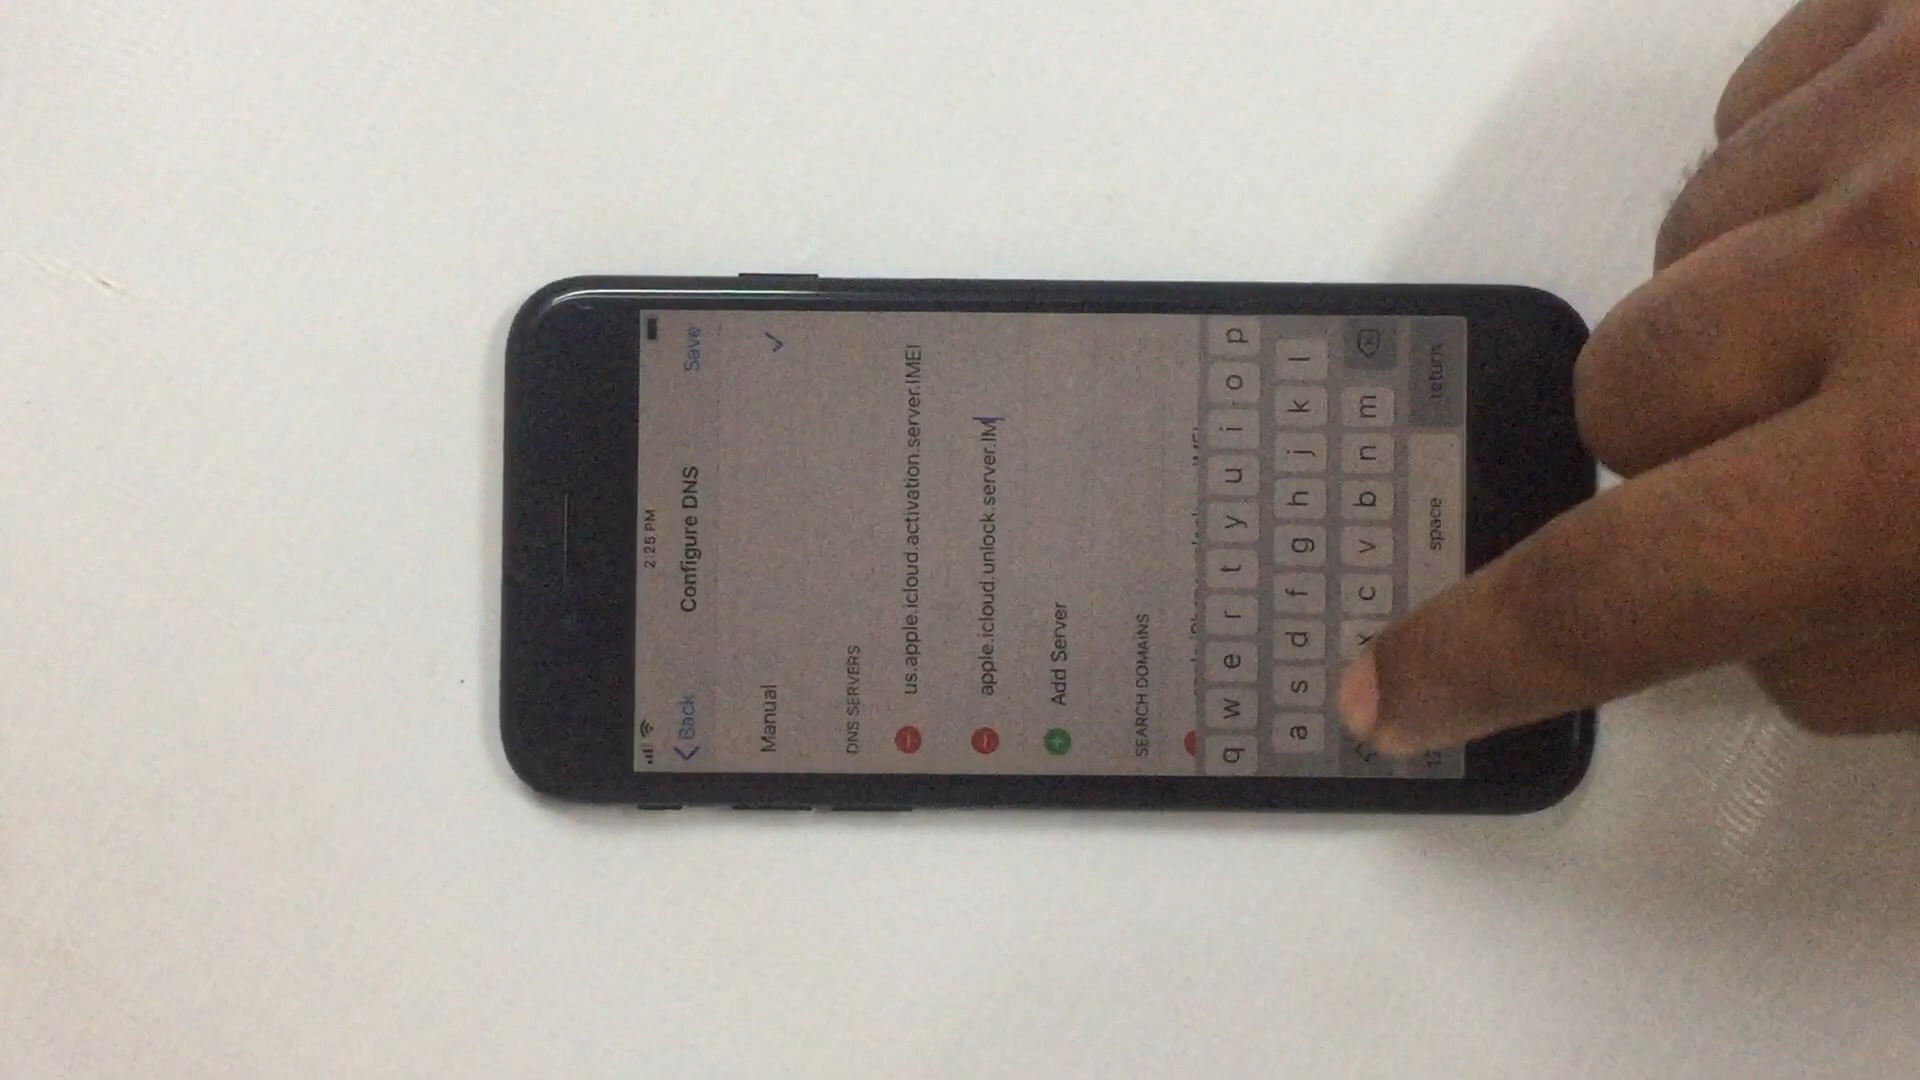 2:25 PM
Back
Configure DNS
Save
Manual
DNS SERVERS
us.apple.icloud.activation.server.IMEI
apple.icloud.unlock.server.IM
Add Server
SEARCH DOMAINS
q w e r t y u i o p
a s d f g h j k l
x c v b n m
space
return